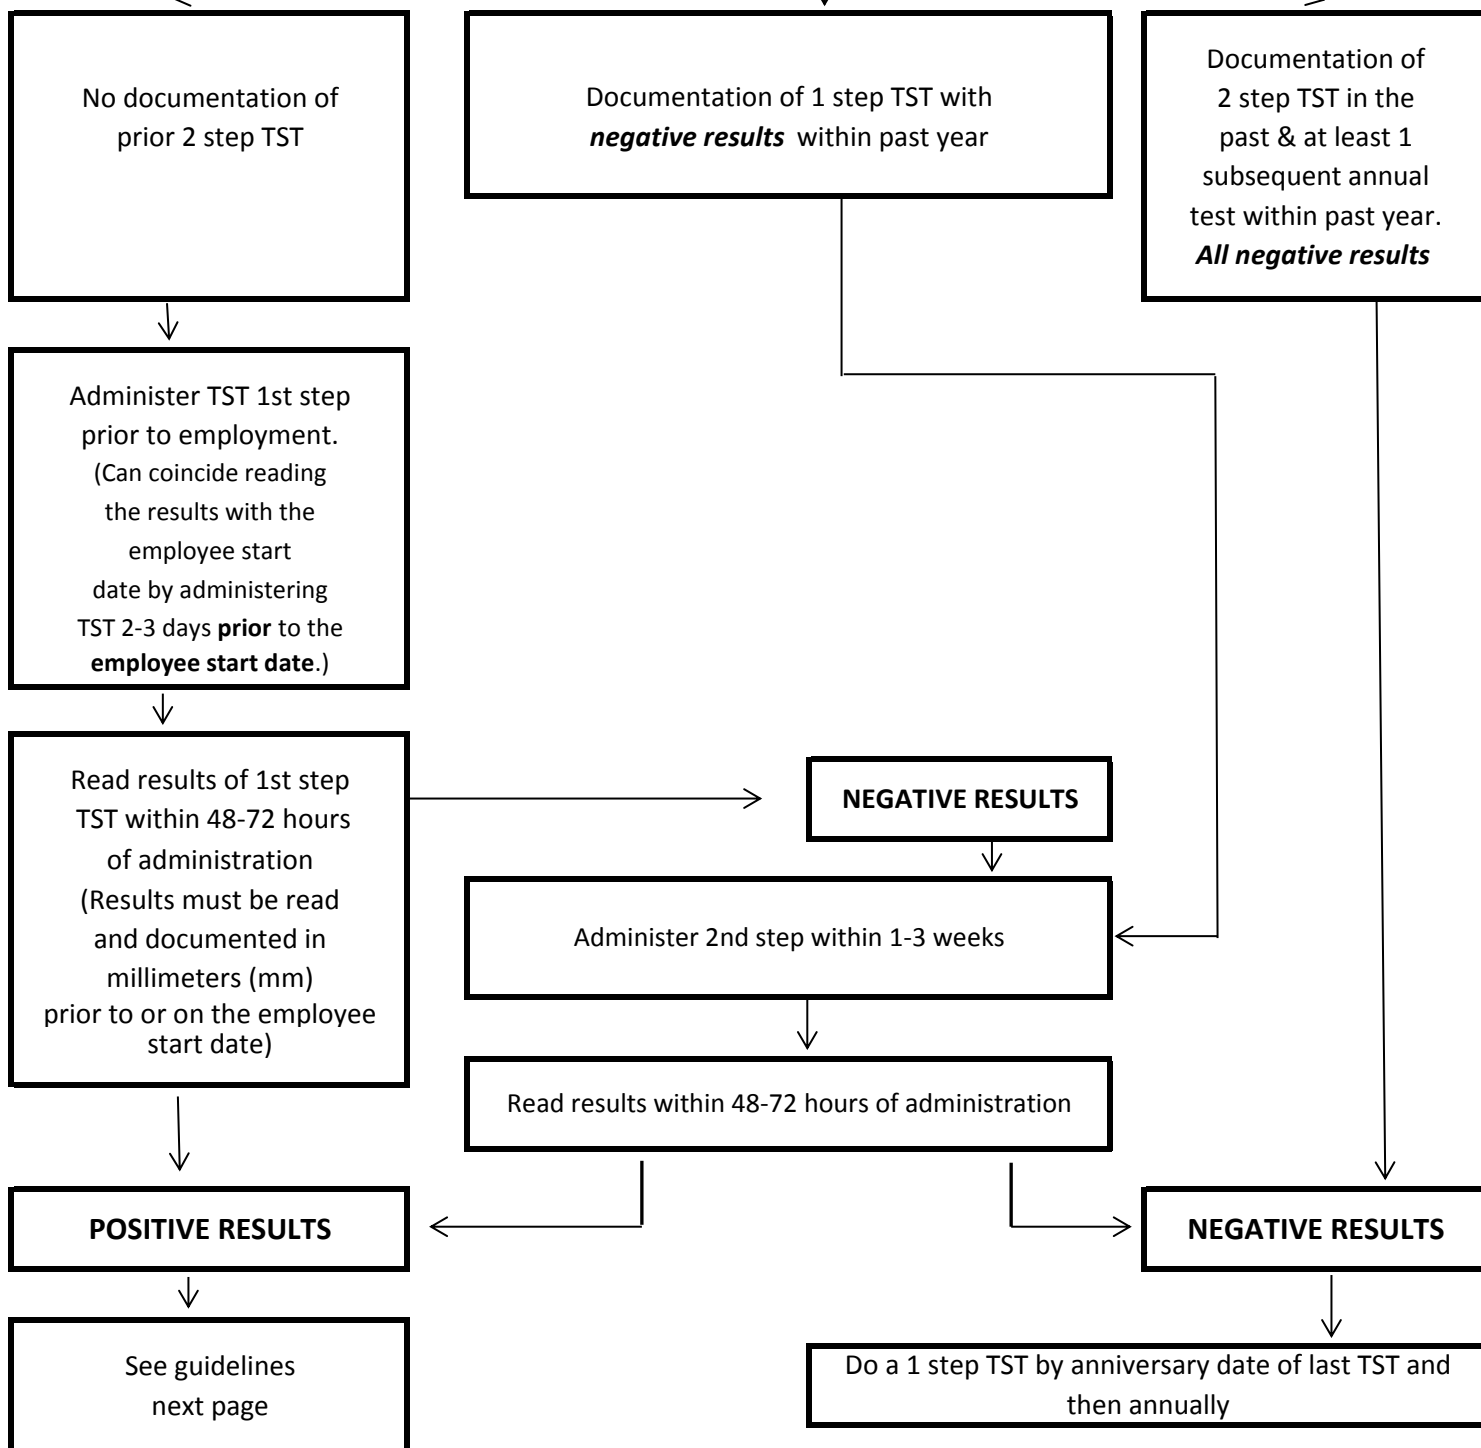 No documentation of
prior 2 step TST
Documentation of 1 step TST with
negative results within past year
Documentation of
2 step TST in the
past & at least 1
subsequent annual
test within past year.
All negative results
Administer TST 1st step
prior to employment.
(Can coincide reading
the results with the
employee start
date by administering
TST 2-3 days prior to the
employee start date.)
Read results of 1st step
TST within 48-72 hours
of administration
(Results must be read
and documented in
millimeters (mm)
prior to or on the employee
start date)
NEGATIVE RESULTS
Administer 2nd step within 1-3 weeks
Read results within 48-72 hours of administration
POSITIVE RESULTS
NEGATIVE RESULTS
See guidelines
next page
Do a 1 step TST by anniversary date of last TST and
then annually